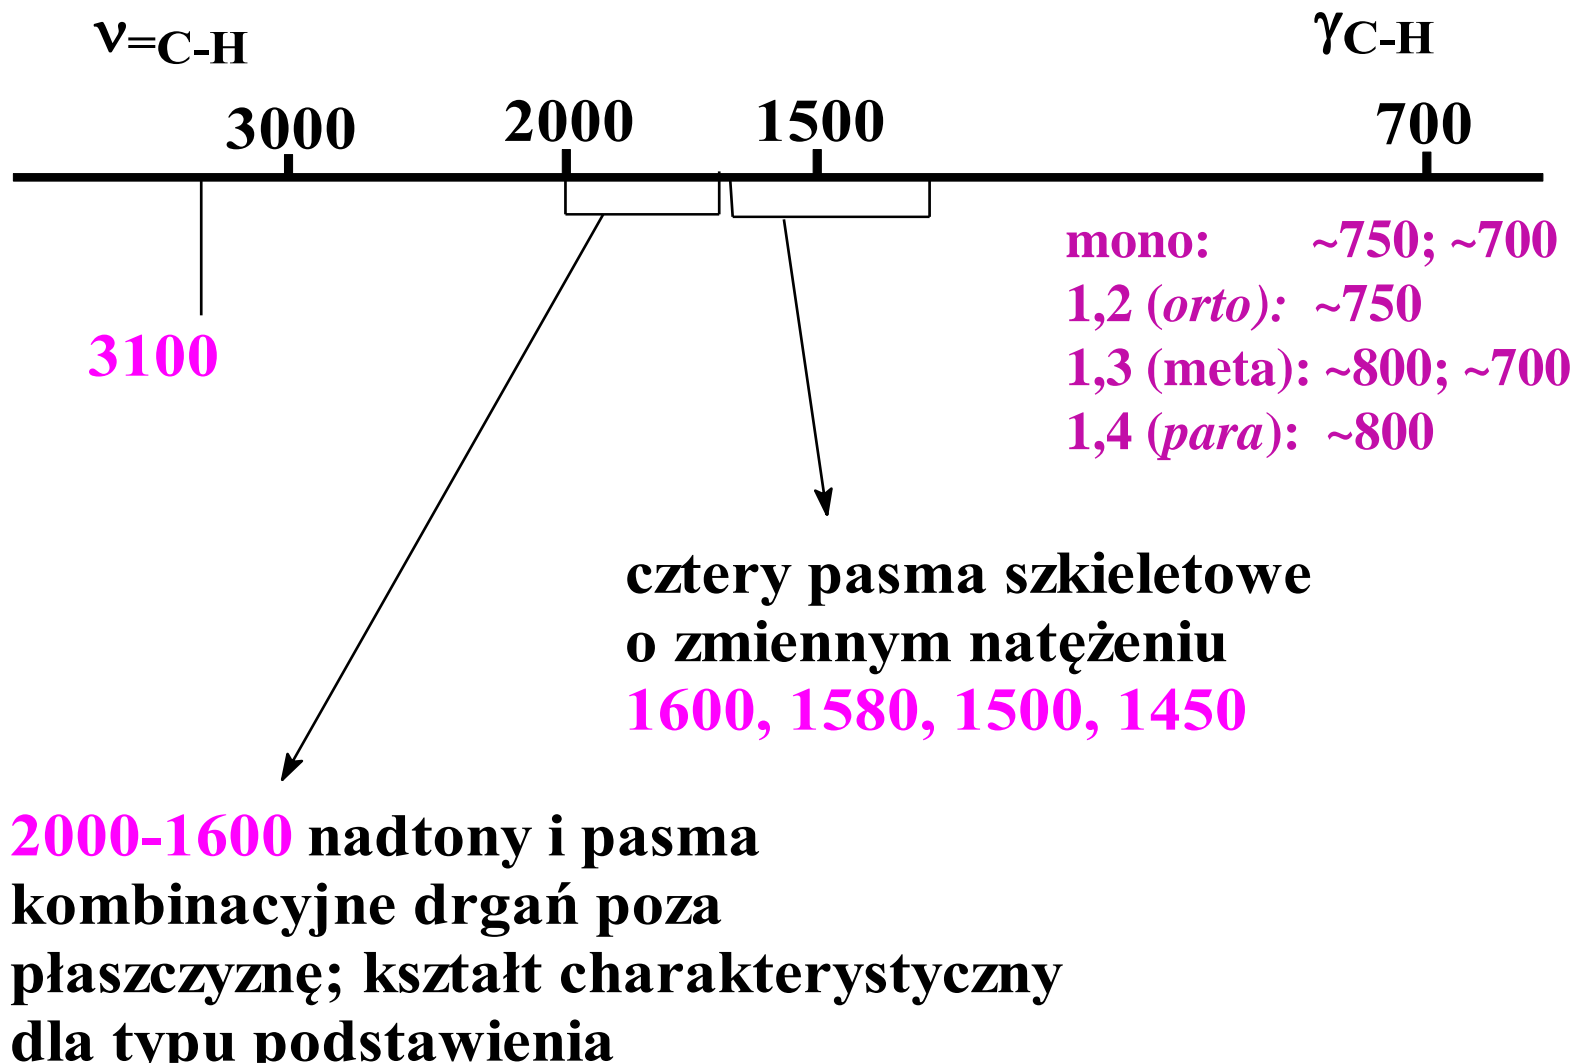 ν=C-H γC-H
3000 2000 1500 700
mono: ~750; ~700
1,2 (orto): ~750
3100
1,3 (meta): ~800; ~700
1,4 (para): ~800
cztery pasma szkieletowe
o zmiennym natężeniu
1600, 1580, 1500, 1450
2000-1600 nadtony i pasma
kombinacyjne drgań poza
płaszczyznę; kształt charakterystyczny
dla typu podstawienia